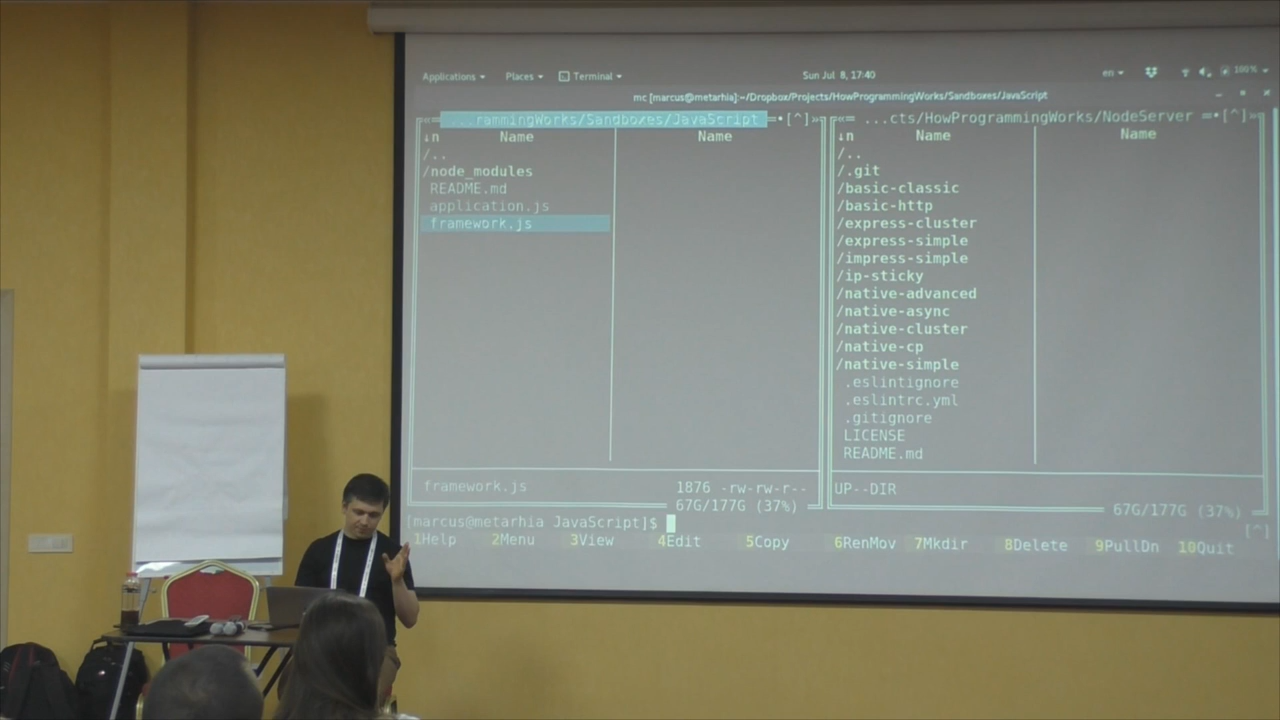 Applications Places Terminal Sun Jul 8, 17:40 en 100%
mc [marcus@metarhia]:~/Dropbox/Projects/HowProgrammingWorks/Sandboxes/JavaScript
...rammingWorks/Sandboxes/JavaScript
[^]
↓n Name Name
/..
/node_modules
README.md
application.js
framework.js
framework.js 1876 -rw-rw-r--
67G/177G (37%)
...cts/HowProgrammingWorks/NodeServer
[^]
↓n Name Name
/..
/.git
/basic-classic
/basic-http
/express-cluster
/express-simple
/impress-simple
/ip-sticky
/native-advanced
/native-async
/native-cluster
/native-cp
/native-simple
.eslintignore
.eslintrc.yml
.gitignore
LICENSE
README.md
UP--DIR
67G/177G (37%)
[marcus@metarhia JavaScript]$ [^]
1Help 2Menu 3View 4Edit 5Copy 6RenMov 7Mkdir 8Delete 9PullDn 10Quit